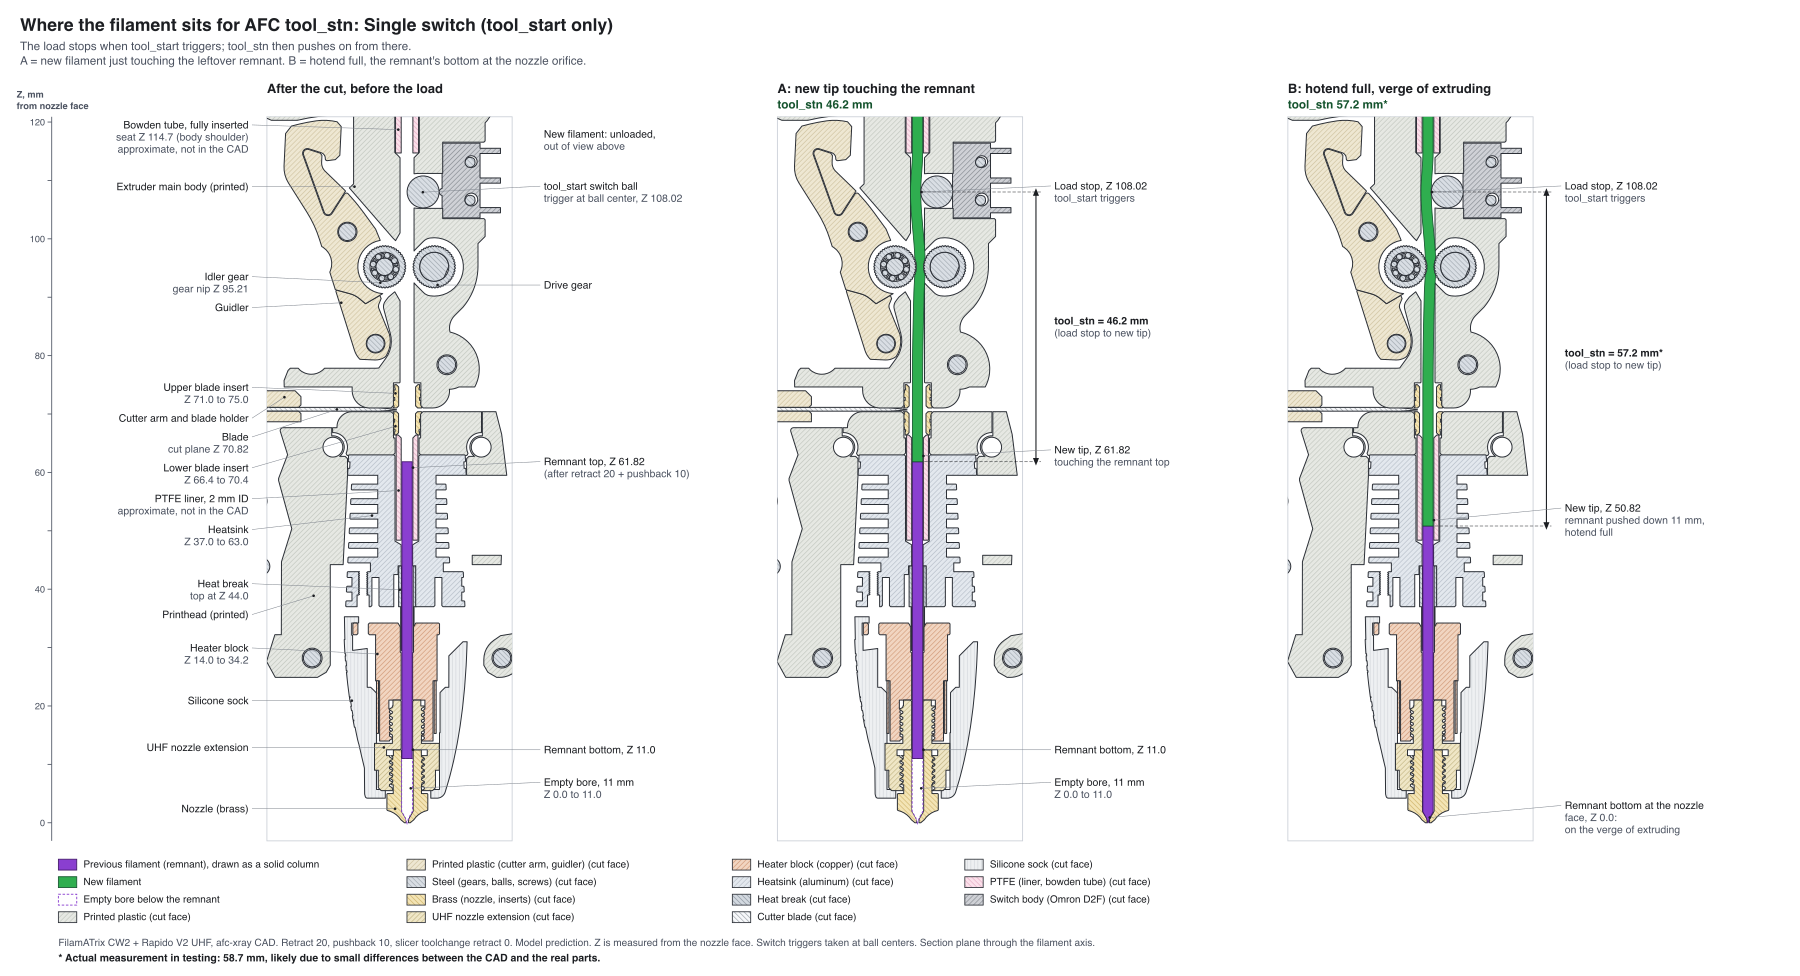 Where the filament sits for AFC tool_stn: Single switch (tool_start only)
The load stops when tool_start triggers; tool_stn then pushes on from there.
A = new filament just touching the leftover remnant. B = hotend full, the remnant's bottom at the nozzle orifice.
Z, mm
from nozzle face
120
100
80
60
40
20
0
After the cut, before the load
Bowden tube, fully inserted
seat Z 114.7 (body shoulder)
approximate, not in the CAD
Extruder main body (printed)
Idler gear
gear nip Z 95.21
Guidler
Upper blade insert
Z 71.0 to 75.0
Cutter arm and blade holder
Blade
cut plane Z 70.82
Lower blade insert
Z 66.4 to 70.4
PTFE liner, 2 mm ID
approximate, not in the CAD
Heatsink
Z 37.0 to 63.0
Heat break
top at Z 44.0
Printhead (printed)
Heater block
Z 14.0 to 34.2
Silicone sock
UHF nozzle extension
Nozzle (brass)
New filament: unloaded,
out of view above
tool_start switch ball
trigger at ball center, Z 108.02
Drive gear
Remnant top, Z 61.82
(after retract 20 + pushback 10)
Remnant bottom, Z 11.0
Empty bore, 11 mm
Z 0.0 to 11.0
A: new tip touching the remnant
tool_stn 46.2 mm
Load stop, Z 108.02
tool_start triggers
tool_stn = 46.2 mm
(load stop to new tip)
New tip, Z 61.82
touching the remnant top
Remnant bottom, Z 11.0
Empty bore, 11 mm
Z 0.0 to 11.0
B: hotend full, verge of extruding
tool_stn 57.2 mm*
Load stop, Z 108.02
tool_start triggers
tool_stn = 57.2 mm*
(load stop to new tip)
New tip, Z 50.82
remnant pushed down 11 mm,
hotend full
Remnant bottom at the nozzle
face, Z 0.0:
on the verge of extruding
Previous filament (remnant), drawn as a solid column
New filament
Empty bore below the remnant
Printed plastic (cut face)
Printed plastic (cutter arm, guidler) (cut face)
Steel (gears, balls, screws) (cut face)
Brass (nozzle, inserts) (cut face)
UHF nozzle extension (cut face)
Heater block (copper) (cut face)
Heatsink (aluminum) (cut face)
Heat break (cut face)
Cutter blade (cut face)
Silicone sock (cut face)
PTFE (liner, bowden tube) (cut face)
Switch body (Omron D2F) (cut face)
FilamATrix CW2 + Rapido V2 UHF, afc-xray CAD. Retract 20, pushback 10, slicer toolchange retract 0. Model prediction. Z is measured from the nozzle face. Switch triggers taken at ball centers. Section plane through the filament axis.
* Actual measurement in testing: 58.7 mm, likely due to small differences between the CAD and the real parts.